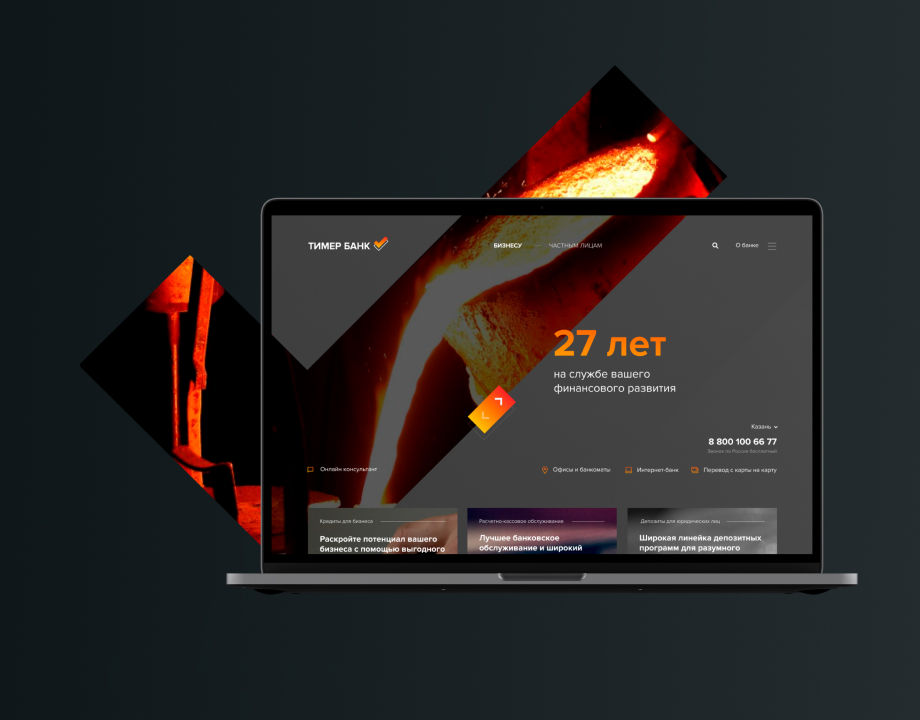 ТИМЕР БАНК
БИЗНЕСУ
ЧАСТНЫМ ЛИЦАМ
О банке
27 лет
на службе вашего
финансового развития
Казань
8 800 100 66 77
Звонок по России бесплатный
Онлайн консультант
Офисы и банкоматы
Интернет-банк
Перевод с карты на карту
Кредиты для бизнеса
Раскройте потенциал вашего
бизнеса с помощью выгодного
Расчетно-кассовое обслуживание
Лучшее банковское
обслуживание и широкий
Депозиты для юридических лиц
Широкая линейка депозитных
программ для разумного